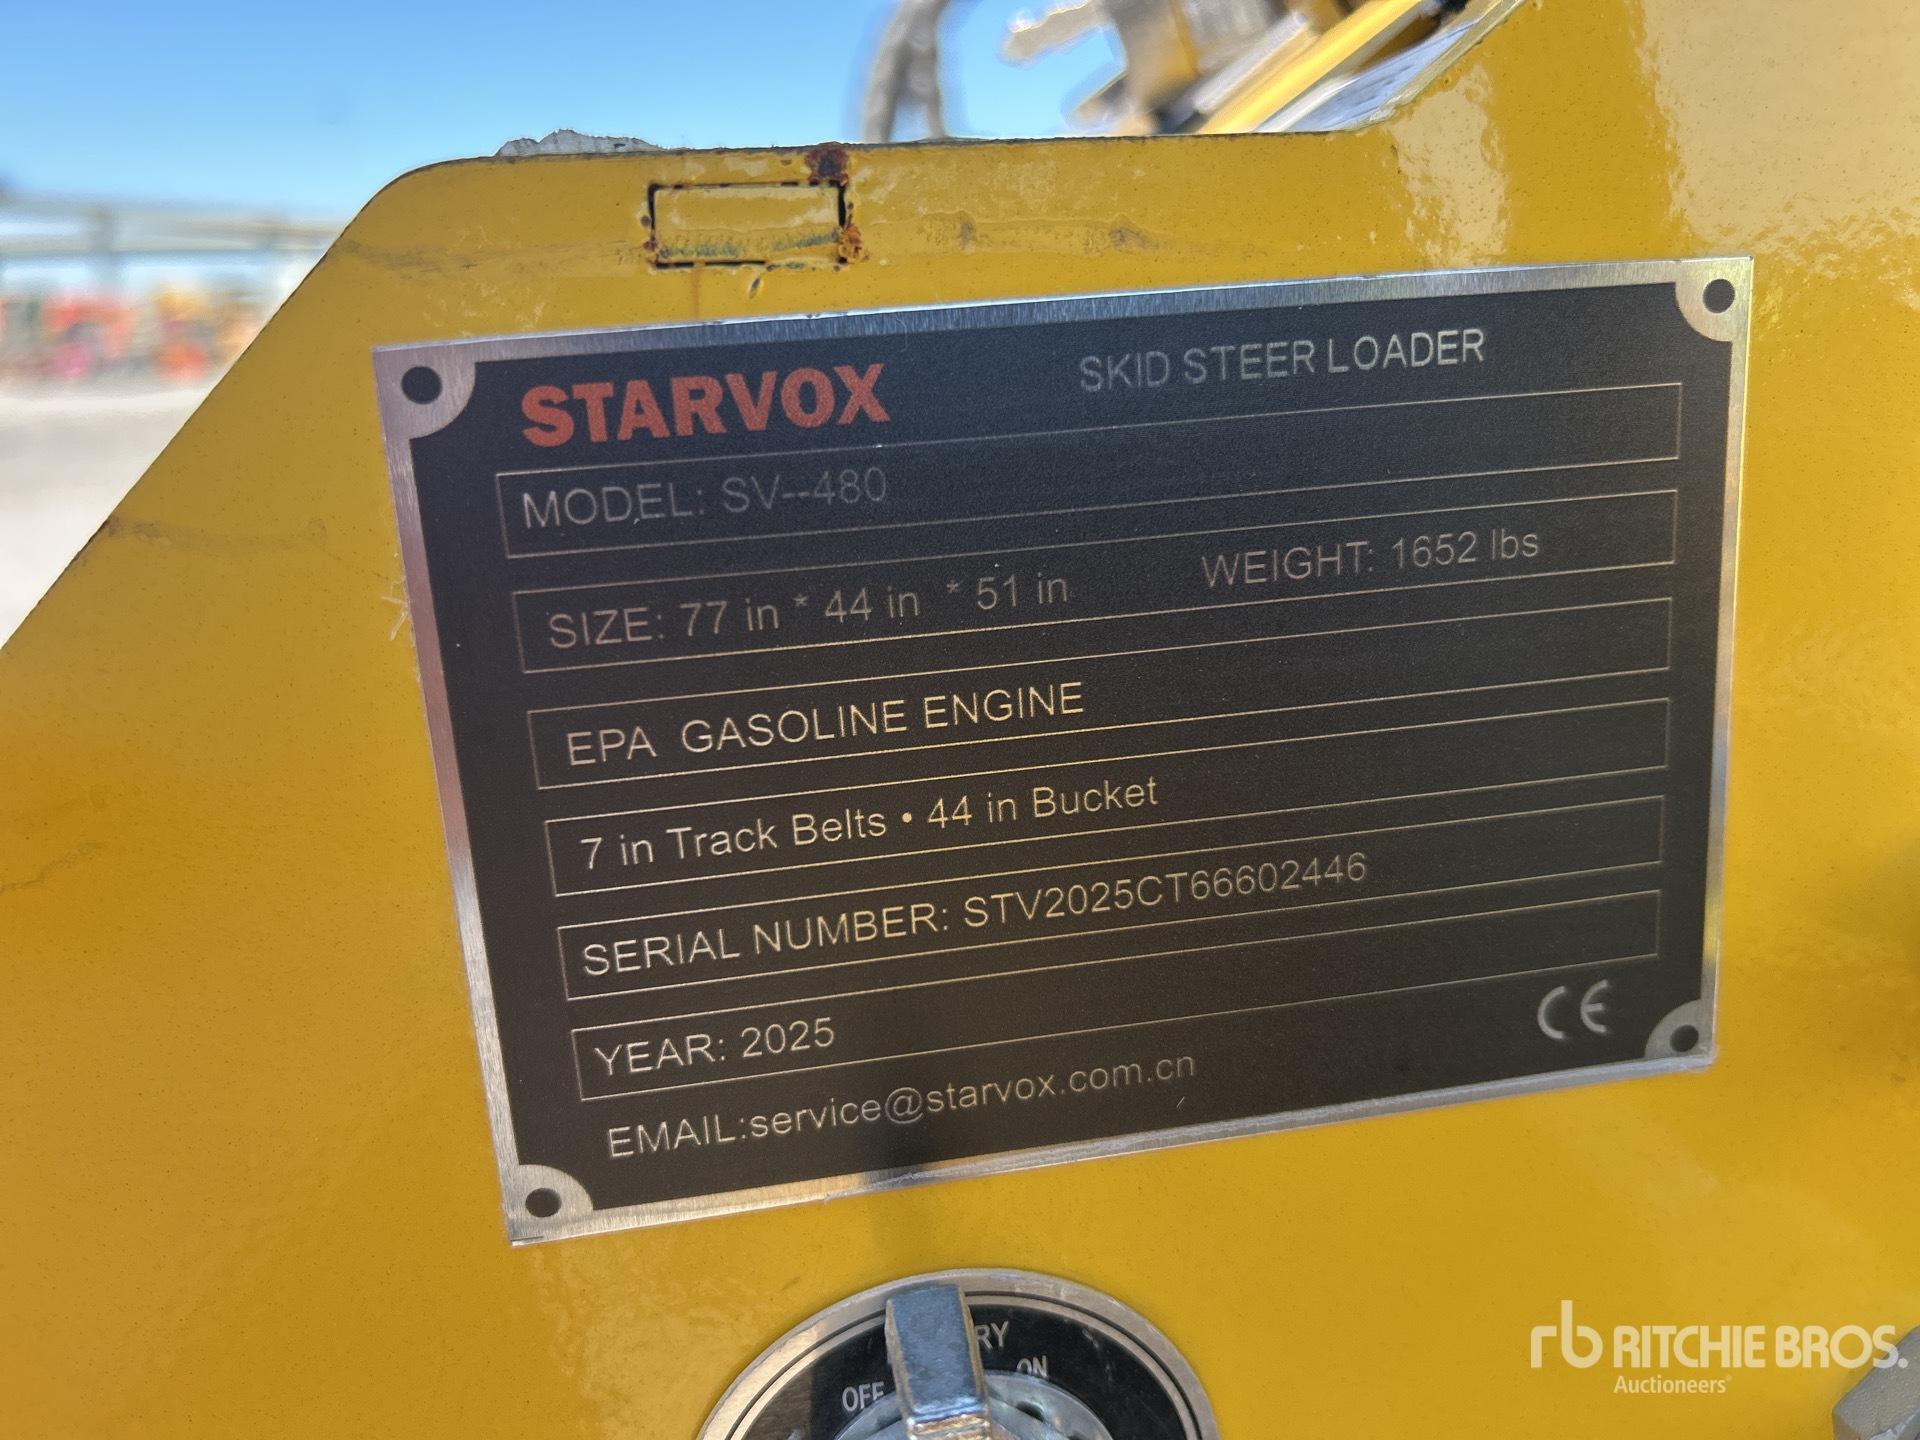 STARVOX SKID STEER LOADER
MODEL: SV--480
SIZE: 77 in * 44 in * 51 in WEIGHT: 1652 lbs
EPA GASOLINE ENGINE
7 in Track Belts • 44 in Bucket
SERIAL NUMBER: STV2025CT66602446
YEAR: 2025
EMAIL:service@starvox.com.cn CE
OFF ON
rb RITCHIE BROS.
Auctioneers